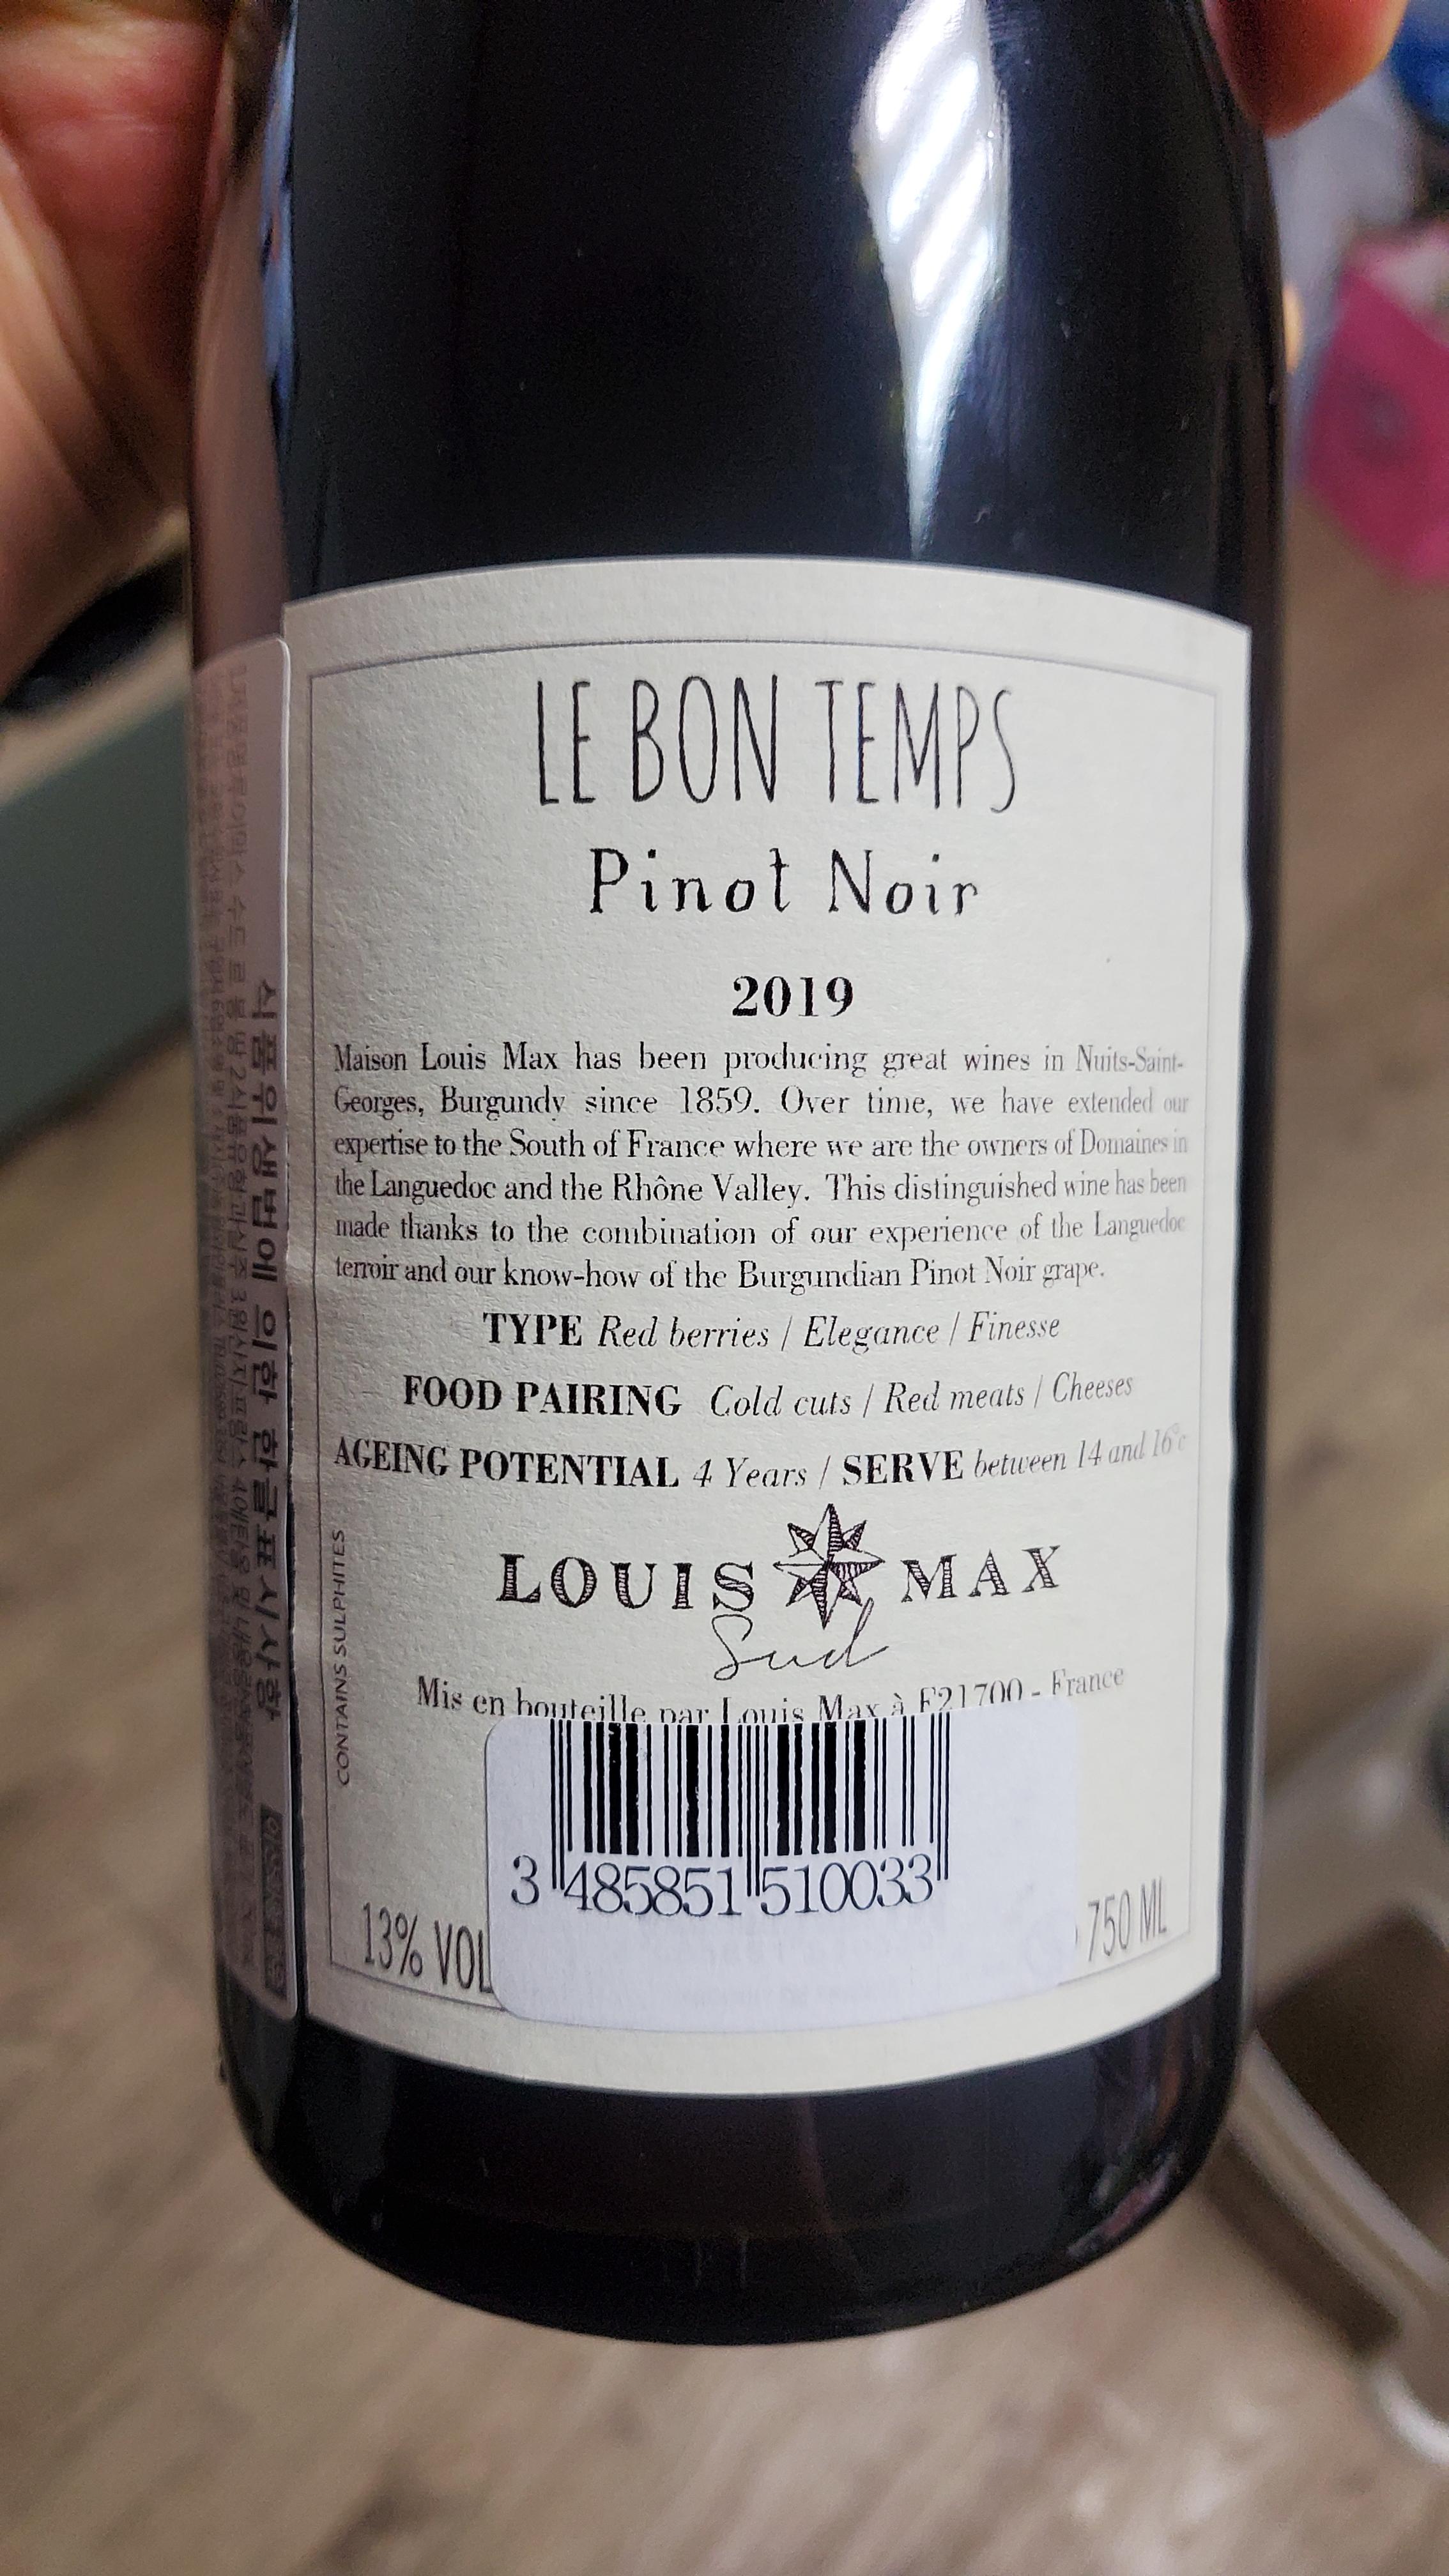 LE BON TEMPS
Pinot Noir
2019
Maison Louis Max has been producing great wines in Nuits-Saint-
Georges, Burgundy since 1859. Over time, we have extended our
expertise to the South of France where we are the owners of Domaines in
the Languedoc and the Rhône Valley. This distinguished wine has been
made thanks to the combination of our experience of the Languedoc
terroir and our know-how of the Burgundian Pinot Noir grape.
TYPE Red berries / Elegance / Finesse
FOOD PAIRING Cold cuts / Red meats / Cheeses
AGEING POTENTIAL 4 Years / SERVE between 14 and 16°c
LOUIS MAX
Sud
Mis en bouteille par Louis Max à F21700 - France
CONTAINS SULPHITES
3 485851 510033
13% VOL
750 ML
식품위생법에 의한 한글표시사항